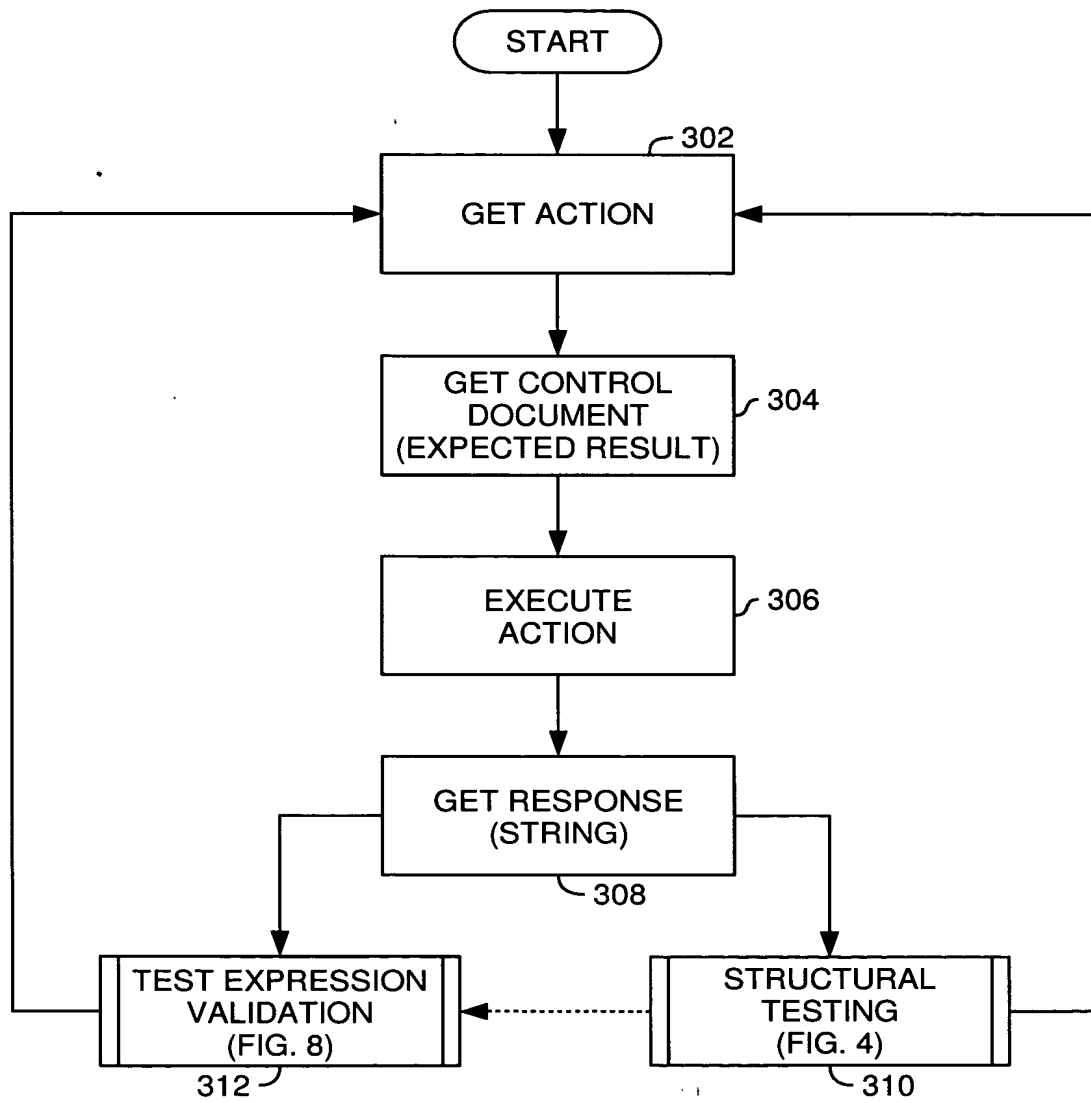 START
302
GET ACTION
GET CONTROL
DOCUMENT
(EXPECTED RESULT)
304
EXECUTE
ACTION
306
GET RESPONSE
(STRING)
308
TEST EXPRESSION
VALIDATION
(FIG. 8)
312
STRUCTURAL
TESTING
(FIG. 4)
310